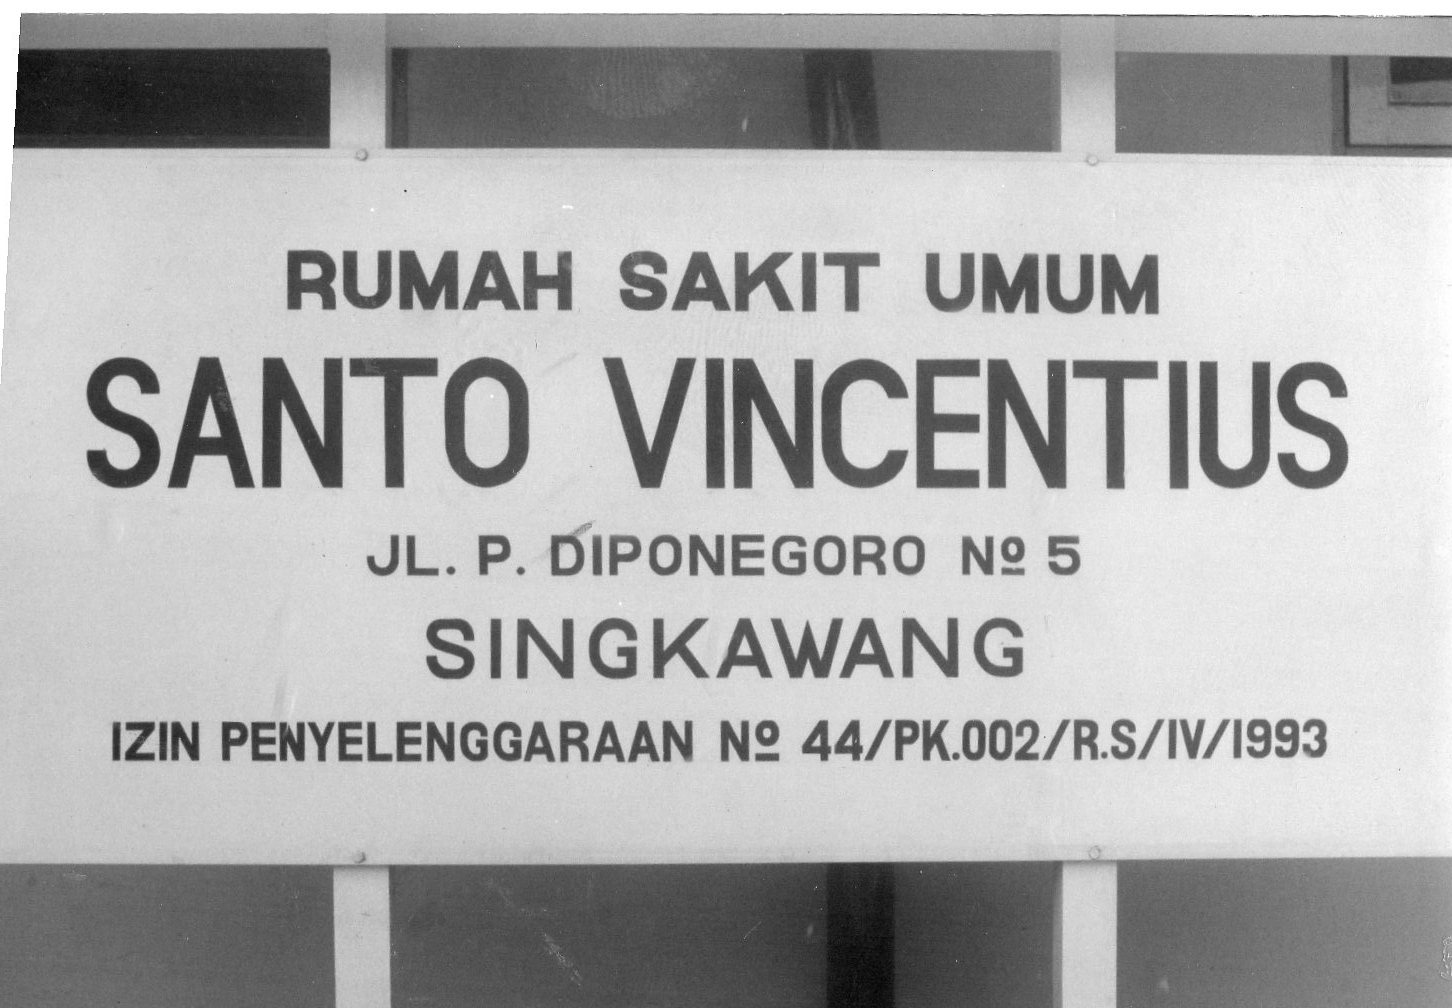 RUMAH SAKIT UMUM
SANTO VINCENTIUS
JL. P. DIPONEGORO Nº 5
SINGKAWANG
IZIN PENYELENGGARAAN Nº 44/PK.002/R.S/IV/1993